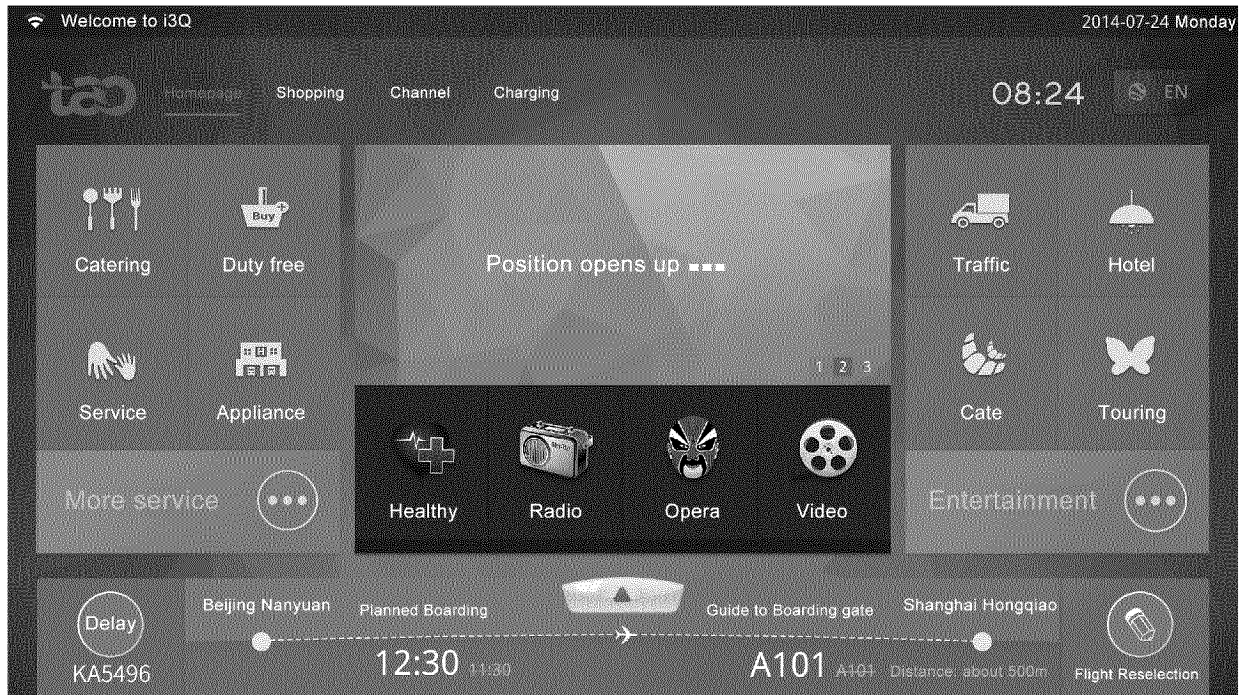 Welcome to i3Q
2014-07-24 Monday
tao Homepage Shopping Channel Charging
08:24 EN
Catering Duty free
Buy
Position opens up
Traffic Hotel
1 2 3
Service Appliance
H
Cate Touring
More service
Healthy Radio Opera Video
Entertainment
Delay
KA5496
Beijing Nanyuan Planned Boarding Guide to Boarding gate Shanghai Hongqiao
12:30 11:30
A101 A101 Distance: about 500m
Flight Reselection